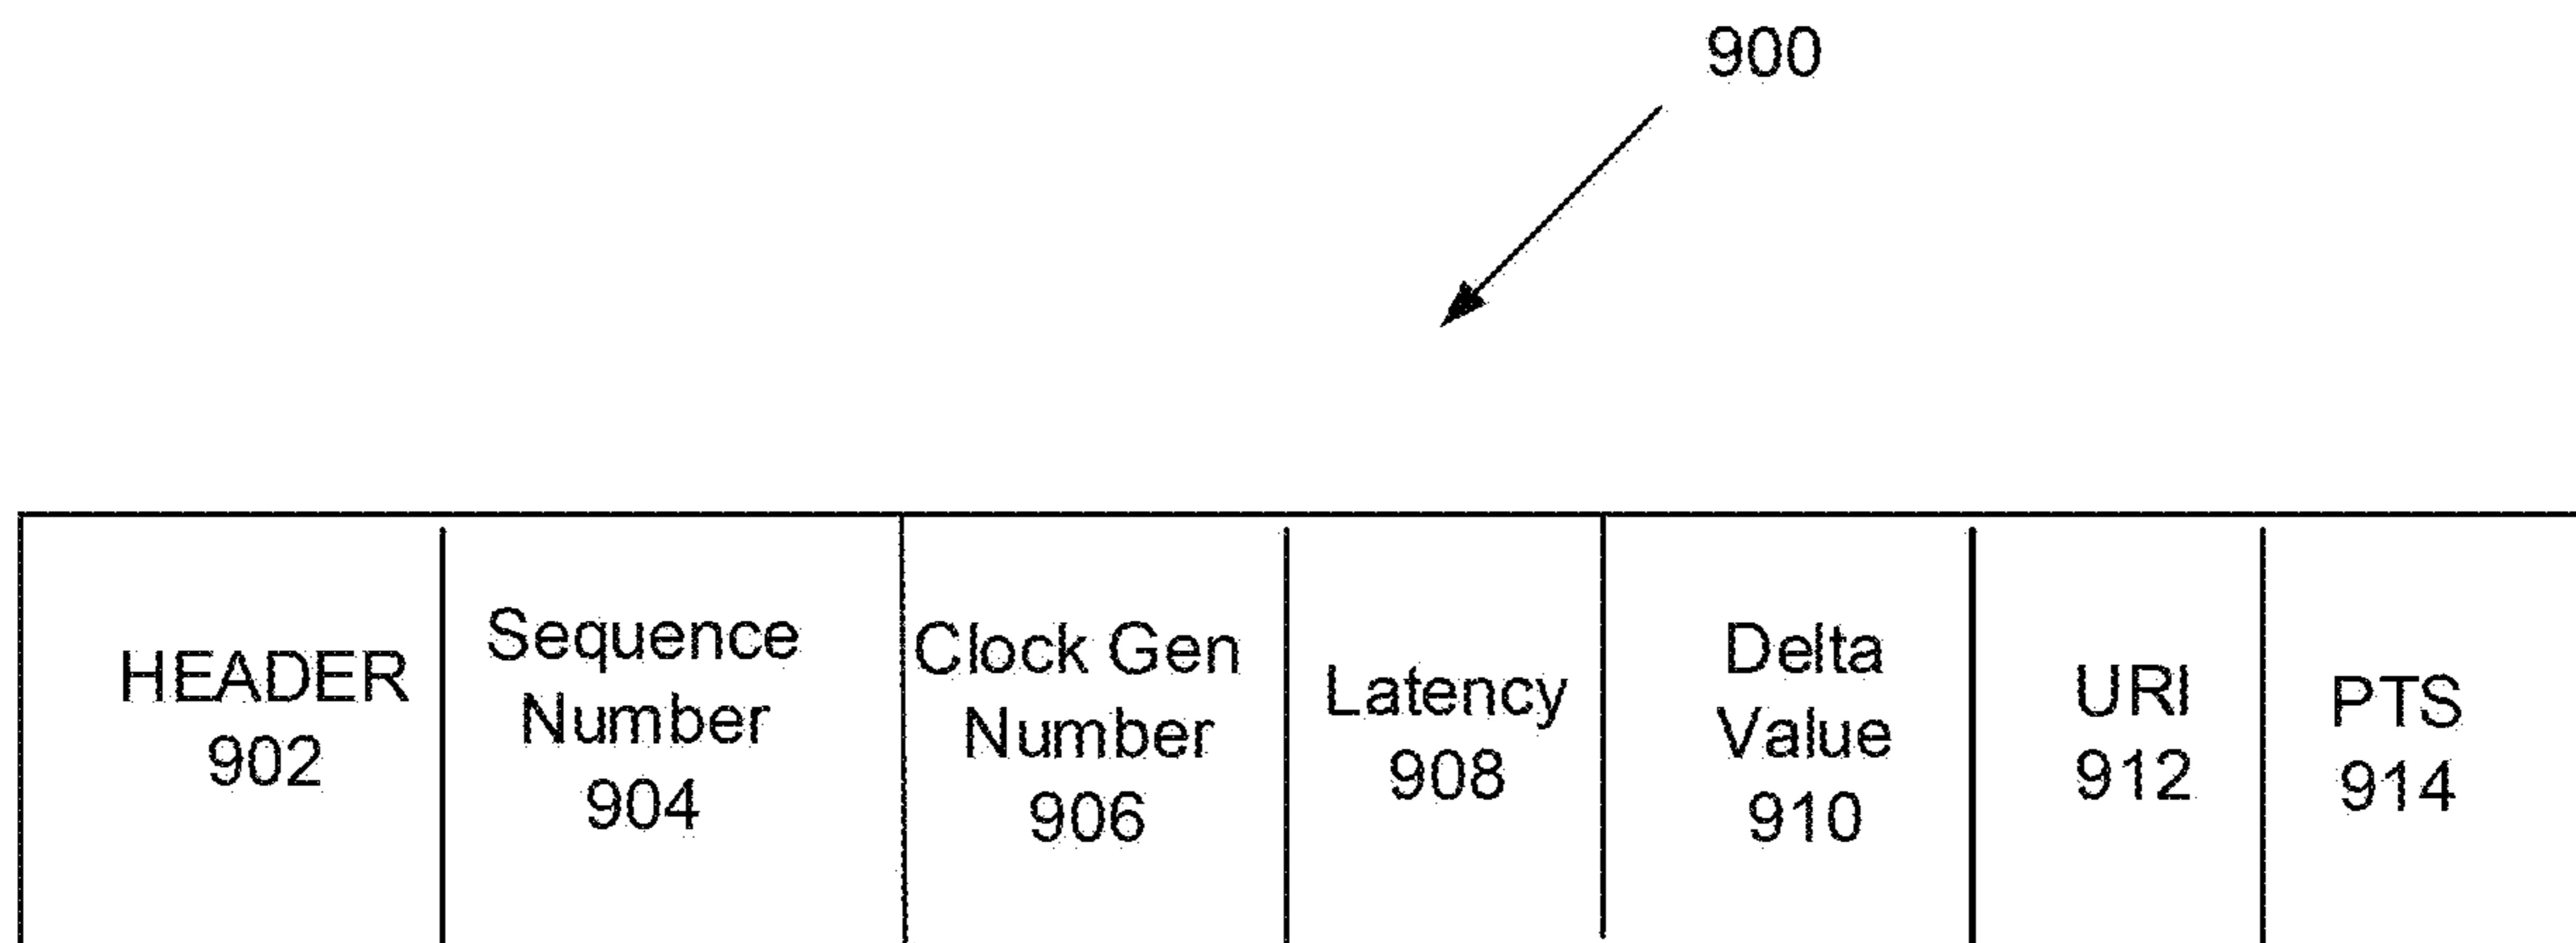 900
HEADER
902
Sequence
Number
904
Clock Gen
Number
906
Latency
908
Delta
Value
910
URI
912
PTS
914